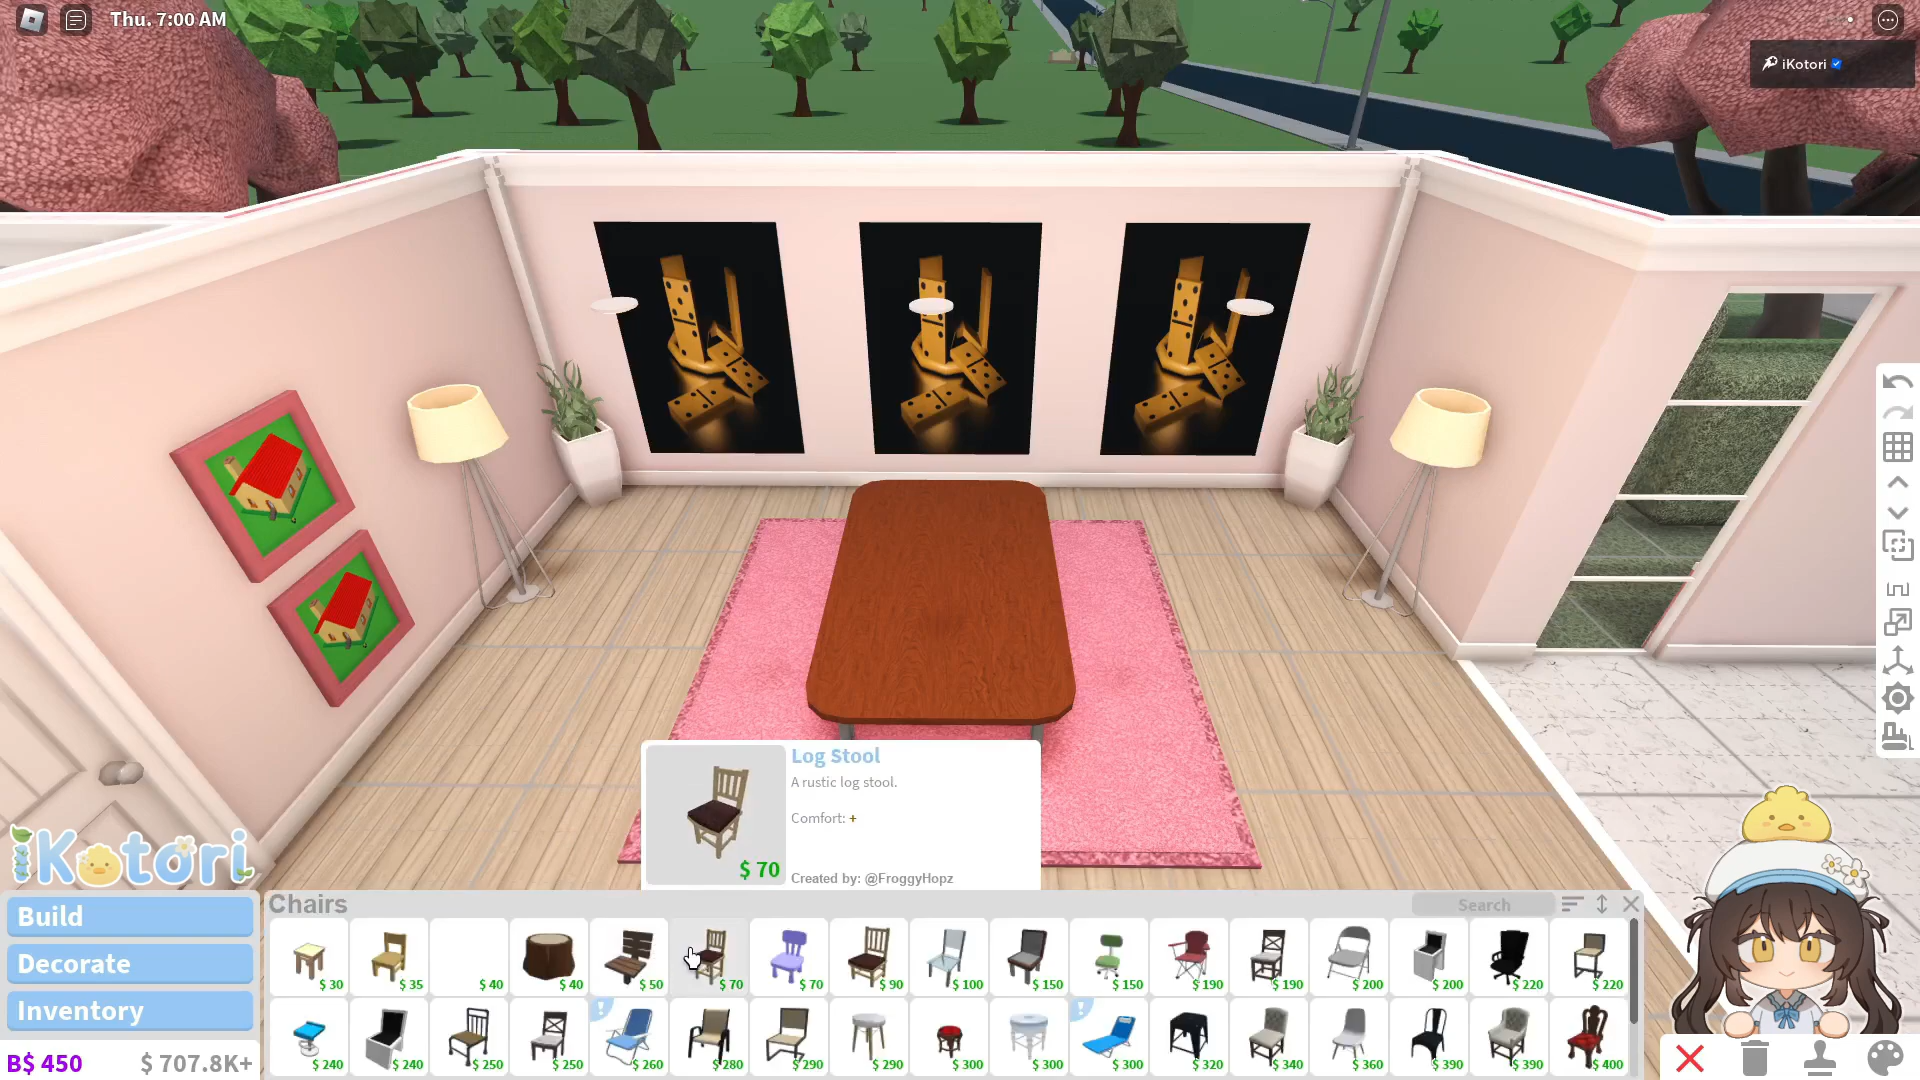 Thu. 7:00 AM
iKotori
Log Stool
A rustic log stool.
Comfort: +
$ 70
Created by: @FroggyHopz
iKotori
Chairs
Search
Build
Decorate
Inventory
B$ 450
$ 707.8K+
$ 30
$ 35
$ 40
$ 40
$ 50
$ 70
$ 70
$ 90
$ 100
$ 150
$ 150
$ 190
$ 190
$ 200
$ 200
$ 220
$ 220
$ 240
$ 240
$ 250
$ 250
$ 260
$ 280
$ 290
$ 290
$ 300
$ 300
$ 300
$ 320
$ 340
$ 360
$ 390
$ 390
$ 400